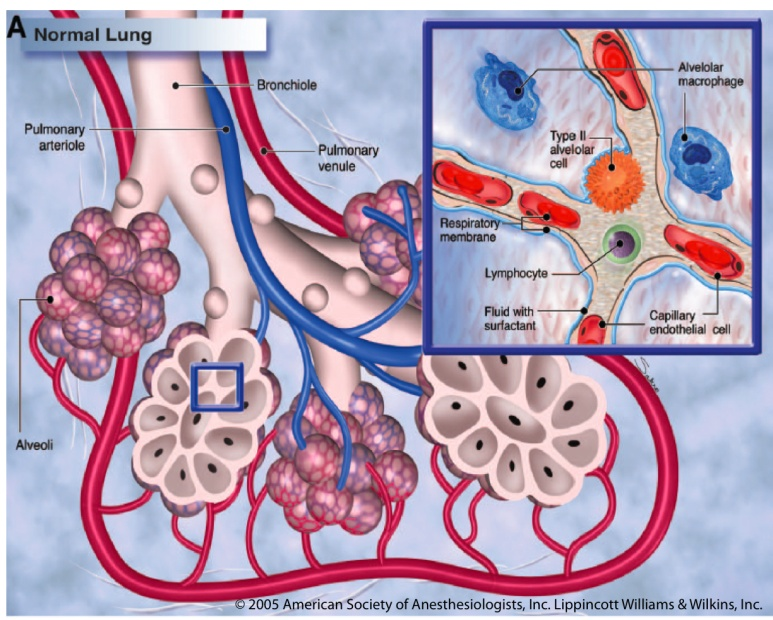 A
Normal Lung
Bronchiole
Pulmonary
arteriole
Pulmonary
venule
Alveoli
Alvelolar
macrophage
Type II
alvelolar
cell
Respiratory
membrane
Lymphocyte
Fluid with
surfactant
Capillary
endothelial cell
© 2005 American Society of Anesthesiologists, Inc. Lippincott Williams & Wilkins, Inc.